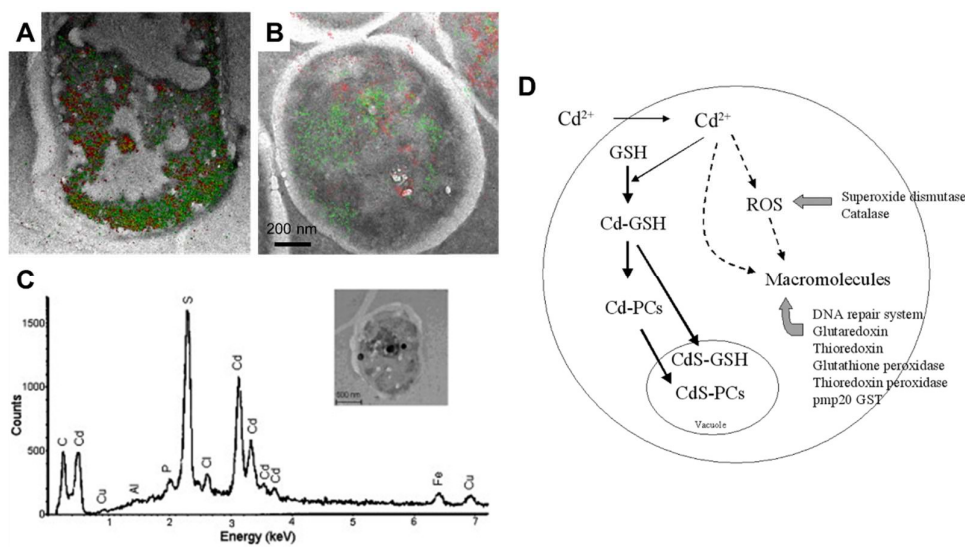 A
B
200 nm
C
Counts
1500
1000
500
0
C
Cd
Cu
Al
P
S
Cl
Cd
Cd
Cd
Cd
Fe
Cu
1
2
3
4
5
6
7
Energy (keV)
D
Cd²⁺
Cd²⁺
GSH
Cd-GSH
Cd-PCs
CdS-GSH
CdS-PCs
Vacuole
ROS
Superoxide dismutase
Catalase
Macromolecules
DNA repair system
Glutaredoxin
Thioredoxin
Glutathione peroxidase
Thioredoxin peroxidase
pmp20 GST